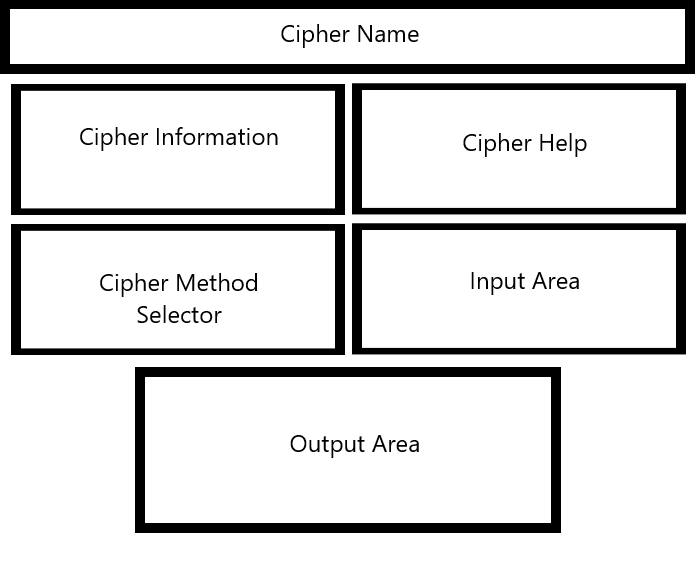 Cipher Name
Cipher Information
Cipher Help
Cipher Method
Selector
Input Area
Output Area